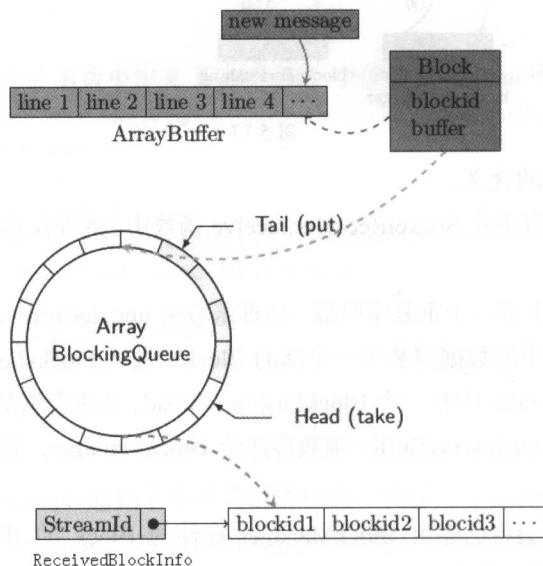 new message
Block
blockid
buffer
line 1 line 2 line 3 line 4 ···
ArrayBuffer
Tail (put)
Array
BlockingQueue
Head (take)
StreamId
blockid1 blockid2 blocid3 ···
ReceivedBlockInfo